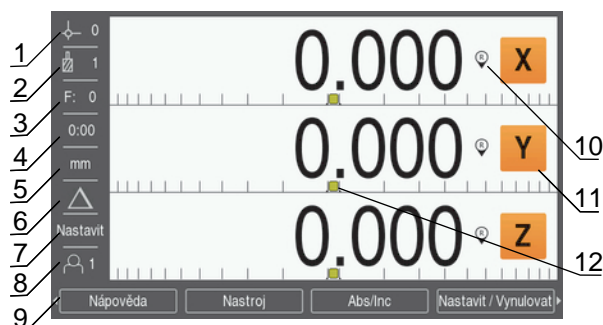 1 0 0.000 R X
2 1
3 F: 0 10
4 0:00 0.000 R Y
5 mm 11
6
7 Nastavit 0.000 R Z 12
8 1
9 Nápověda Nastroj Abs/Inc Nastavit / Vynulovat